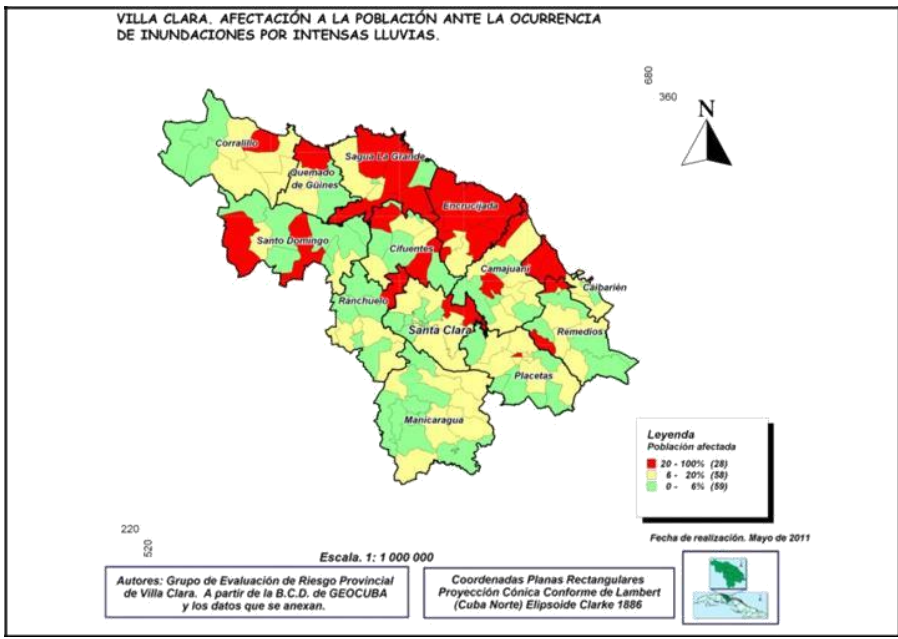 VILLA CLARA. AFECTACIÓN A LA POBLACIÓN ANTE LA OCURRENCIA
DE INUNDACIONES POR INTENSAS LLUVIAS.
680
360
N
Corralillo
Sagua La Grande
Quemado
de Güines
Encrucijada
Santo Domingo
Cifuentes
Camajuaní
Caibarién
Ranchuelo
Santa Clara
Remedios
Placetas
Manicaragua
Leyenda
Población afectada
20 - 100% (28)
6 - 20% (58)
0 - 6% (59)
220
520
Fecha de realización. Mayo de 2011
Escala. 1: 1 000 000
Autores: Grupo de Evaluación de Riesgo Provincial
de Villa Clara. A partir de la B.C.D. de GEOCUBA
y los datos que se anexan.
Coordenadas Planas Rectangulares
Proyección Cónica Conforme de Lambert
(Cuba Norte) Elipsoide Clarke 1886